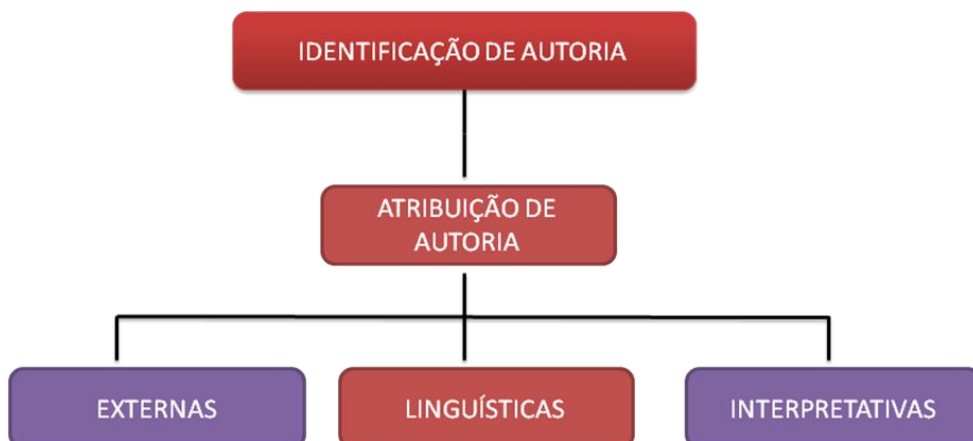 IDENTIFICAÇÃO DE AUTORIA
ATRIBUIÇÃO DE
AUTORIA
EXTERNAS
LINGUÍSTICAS
INTERPRETATIVAS